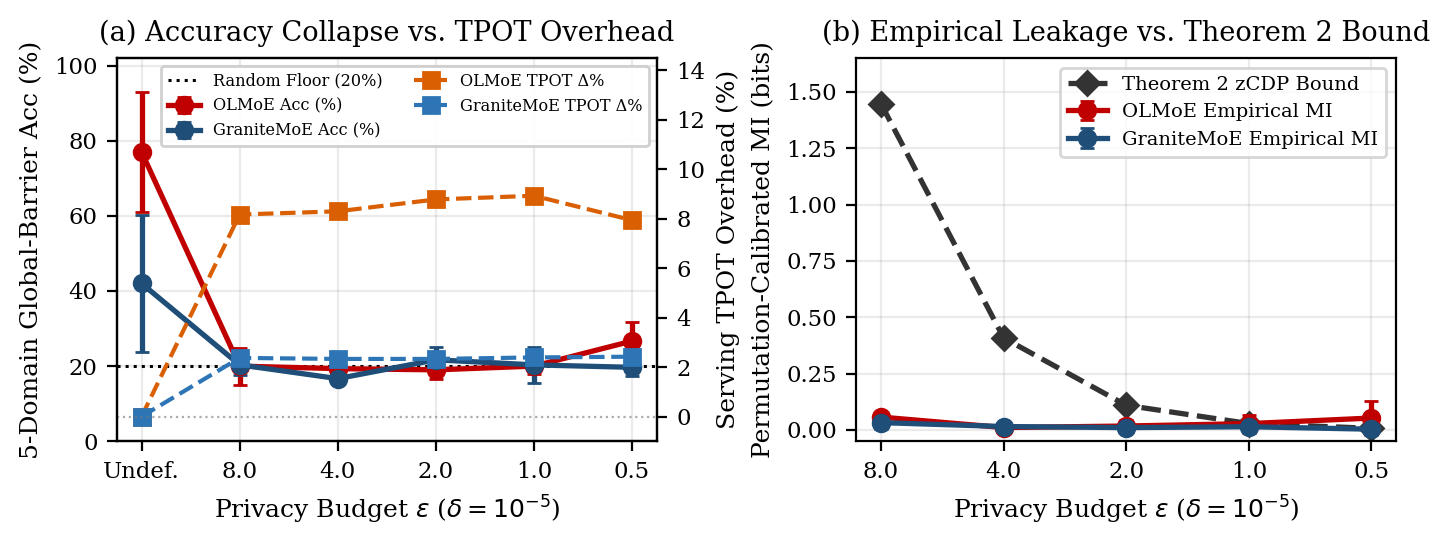 (a) Accuracy Collapse vs. TPOT Overhead
5-Domain Global-Barrier Acc (%)
100
80
60
40
20
0
Random Floor (20%)
OLMoE Acc (%)
GraniteMoE Acc (%)
OLMoE TPOT Δ%
GraniteMoE TPOT Δ%
14
12
10
8
6
4
2
0
Serving TPOT Overhead (%)
Undef. 8.0 4.0 2.0 1.0 0.5
Privacy Budget ε (δ = 10⁻⁵)
(b) Empirical Leakage vs. Theorem 2 Bound
Permutation-Calibrated MI (bits)
1.50
1.25
1.00
0.75
0.50
0.25
0.00
Theorem 2 zCDP Bound
OLMoE Empirical MI
GraniteMoE Empirical MI
8.0 4.0 2.0 1.0 0.5
Privacy Budget ε (δ = 10⁻⁵)